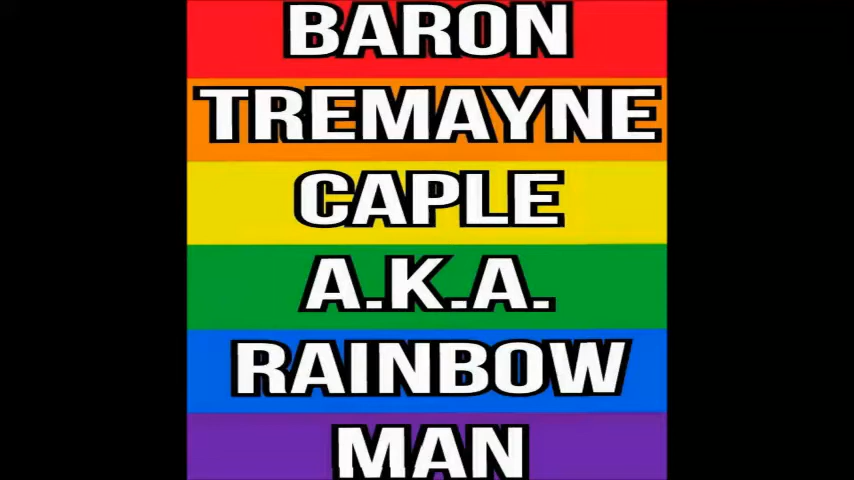 BARON
TREMAYNE
CAPLE
A.K.A.
RAINBOW
MAN